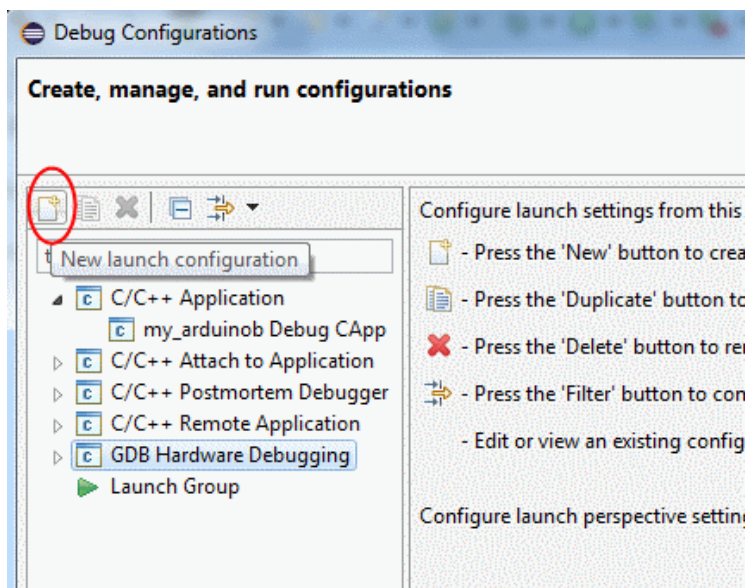 Debug Configurations
Create, manage, and run configurations
New launch configuration
C/C++ Application
my_arduinob Debug CApp
C/C++ Attach to Application
C/C++ Postmortem Debugger
C/C++ Remote Application
GDB Hardware Debugging
Launch Group
Configure launch settings from this
- Press the 'New' button to crea
- Press the 'Duplicate' button to
- Press the 'Delete' button to re
- Press the 'Filter' button to con
- Edit or view an existing config
Configure launch perspective setting